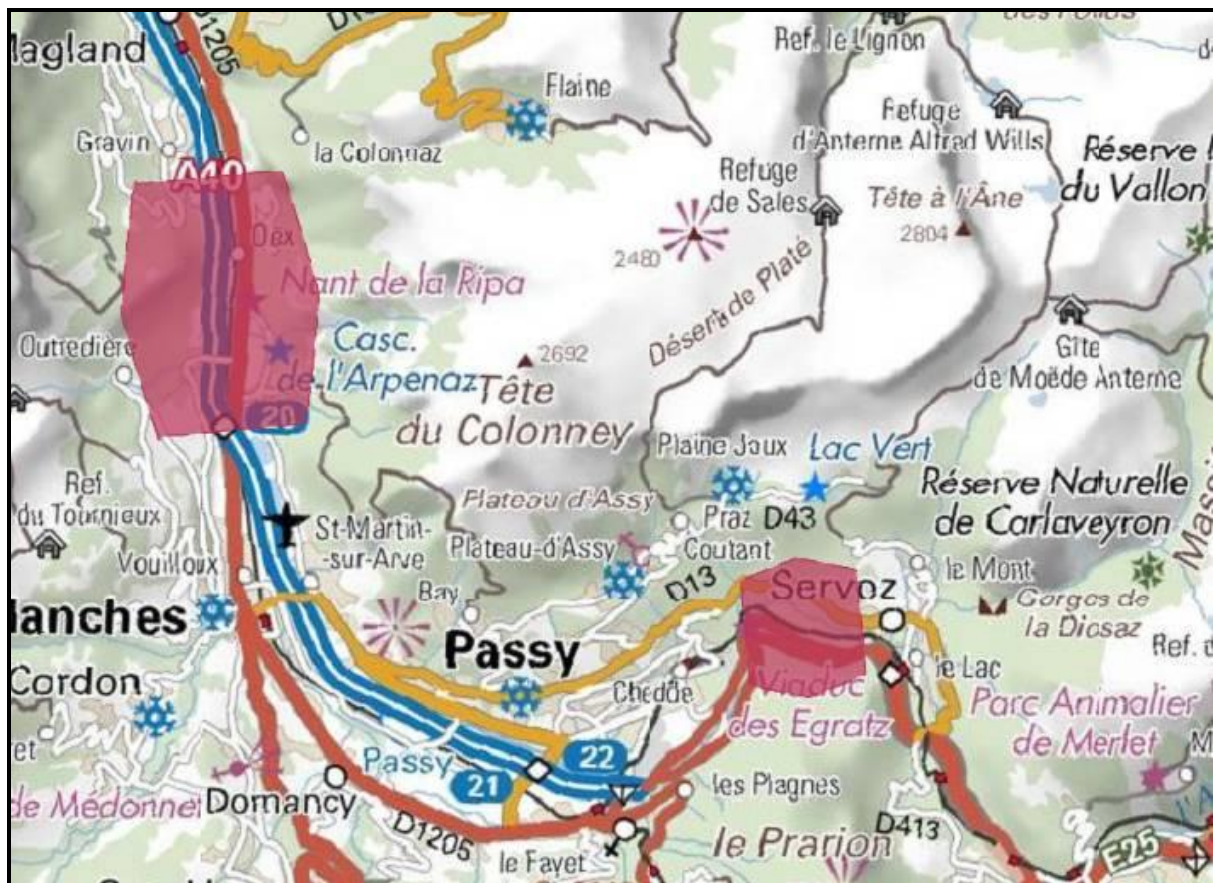 Magland
D1205
Flaine
Ref. le Lignon
Gravin
la Colonnaz
Refuge
d'Anterne Altrad Wills
Réserve
du Vallon
A40
Refuge
de Sales
Tête à l'Âne
2804
Oëx
2480
Nant de la Ripa
Désert de Platé
Outredière
Casc.
de l'Arpenaz
2692
Tête
du Colonney
Gîte
de Moëde Anterne
20
Plaine Joux
Lac Vert
Réserve Naturelle
de Carlaveyron
Ref.
du Tournieux
Plateau d'Assy
Praz
Coutant
D43
St-Martin-
-sur-Arve
Plateau-d'Assy
Vouilloux
Bay
D13
Servoz
le Mont
Gorges de
la Diosaz
lanches
Passy
Ref.
Cordon
Chedde
le Lac
Viaduc
des Egratz
Parc Animalier
de Merlet
Passy
21
22
de Médonnet
Domancy
les Plagnes
D1205
le Fayet
le Prarion
D413
E25